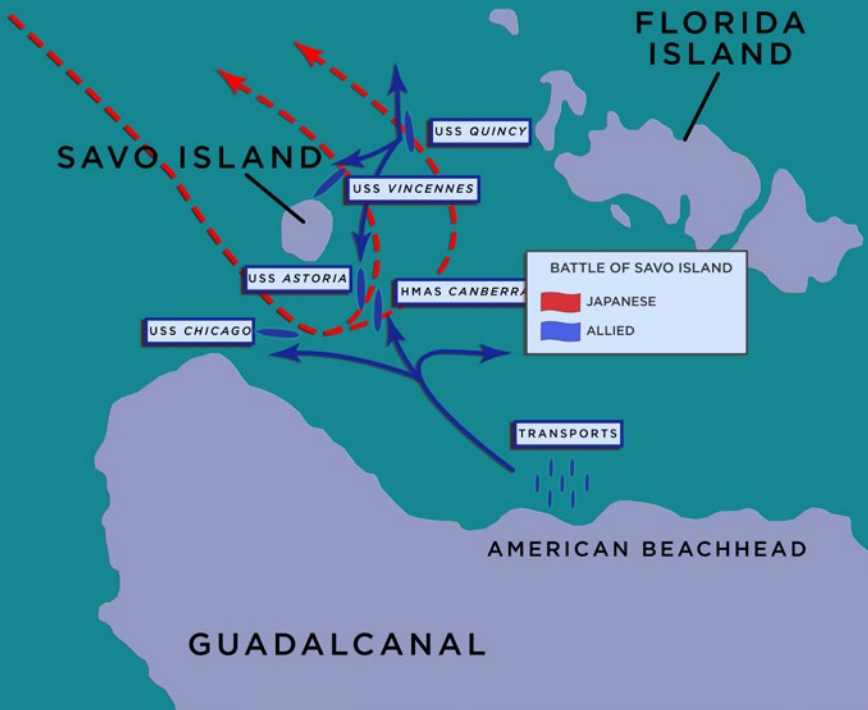 FLORIDA
ISLAND
USS QUINCY
SAVO ISLAND
USS VINCENNES
USS ASTORIA
HMAS CANBERRA
BATTLE OF SAVO ISLAND
JAPANESE
ALLIED
USS CHICAGO
TRANSPORTS
AMERICAN BEACHHEAD
GUADALCANAL